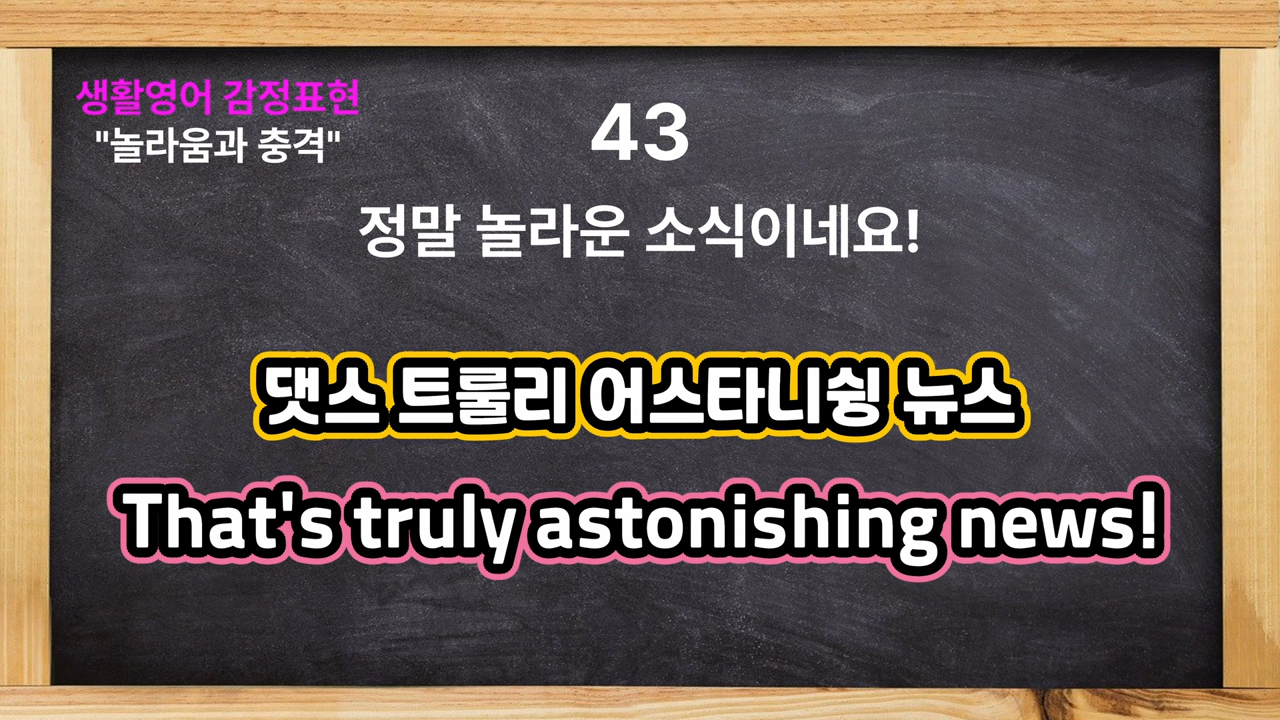 생활영어 감정표현
"놀라움과 충격"
43
정말 놀라운 소식이네요!
댓스 트룰리 어스타니슁 뉴스
That's truly astonishing news!